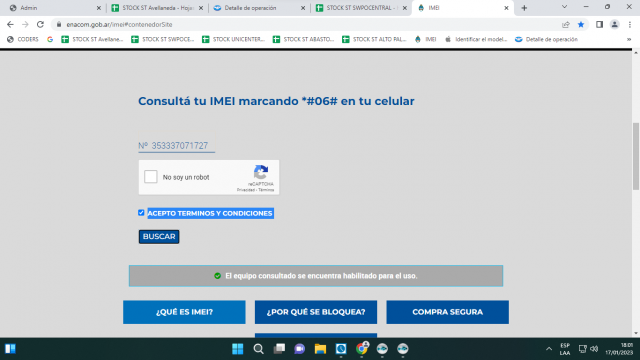 Admin
STOCK ST Avellaneda - Hoja
Detalle de operación
STOCK ST SWPOCENTRAL -
IMEI
enacom.gob.ar/imei#contenedorSite
CODERS
G
STOCK ST Avellane...
STOCK ST SWPOCE...
STOCK UNICENTER...
STOCK ST ABASTO...
STOCK ST ALTO PAL...
IMEI
Identificar el model...
Detalle de operación
Consultá tu IMEI marcando *#06# en tu celular
Nº 353337071727
No soy un robot
reCAPTCHA
Privacidad - Términos
ACEPTO TERMINOS Y CONDICIONES
BUSCAR
El equipo consultado se encuentra habilitado para el uso.
¿QUÉ ES IMEI?
¿POR QUÉ SE BLOQUEA?
COMPRA SEGURA
ESP
LAA
18:01
17/01/2023